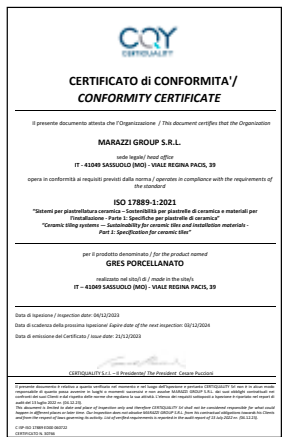 CQY
CERTIQUALITY
CERTIFICATO di CONFORMITA'/
CONFORMITY CERTIFICATE
Il presente documento attesta che l'Organizzazione / This document certifies that the Organization
MARAZZI GROUP S.R.L.
sede legale/ head office
IT - 41049 SASSUOLO (MO) - VIALE REGINA PACIS, 39
opera in conformità ai requisiti previsti dalla norma / operates in compliance with the requirements of
the standard
ISO 17889-1:2021
"Sistemi per piastrellatura ceramica – Sostenibilità per piastrelle di ceramica e materiali per
l'installazione - Parte 1: Specifiche per piastrelle di ceramica"
"Ceramic tiling systems — Sustainability for ceramic tiles and installation materials -
Part 1: Specification for ceramic tiles"
per il prodotto denominato / for the product named
GRES PORCELLANATO
realizzato nel sito/i di / made in the site/s
IT – 41049 SASSUOLO (MO) - VIALE REGINA PACIS, 39
Data di ispezione / Inspection date: 04/12/2023
Data di scadenza della prossima ispezione/ Expire date of the next inspection: 03/12/2024
Data di emissione del Certificato / Issue date: 21/12/2023
CERTIQUALITY S.r.l. – Il Presidente/ The President Cesare Puccioni